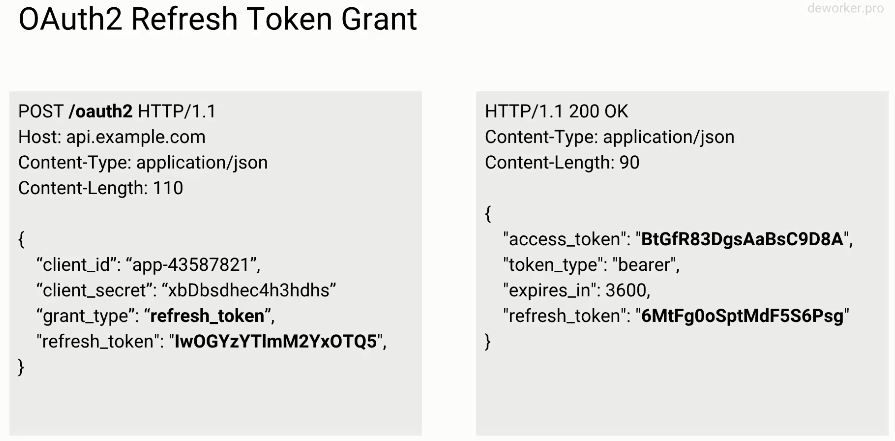 OAuth2 Refresh Token Grant
deworker.pro
POST /oauth2 HTTP/1.1
Host: api.example.com
Content-Type: application/json
Content-Length: 110
{
“client_id”: “app-43587821”,
“client_secret”: “xbDbsdhec4h3hdhs”
“grant_type”: “refresh_token”,
"refresh_token": "IwOGYzYTlmM2YxOTQ5",
}
HTTP/1.1 200 OK
Content-Type: application/json
Content-Length: 90
{
"access_token": "BtGfR83DgsAaBsC9D8A",
"token_type": "bearer",
"expires_in": 3600,
"refresh_token": "6MtFg0oSptMdF5S6Psg"
}